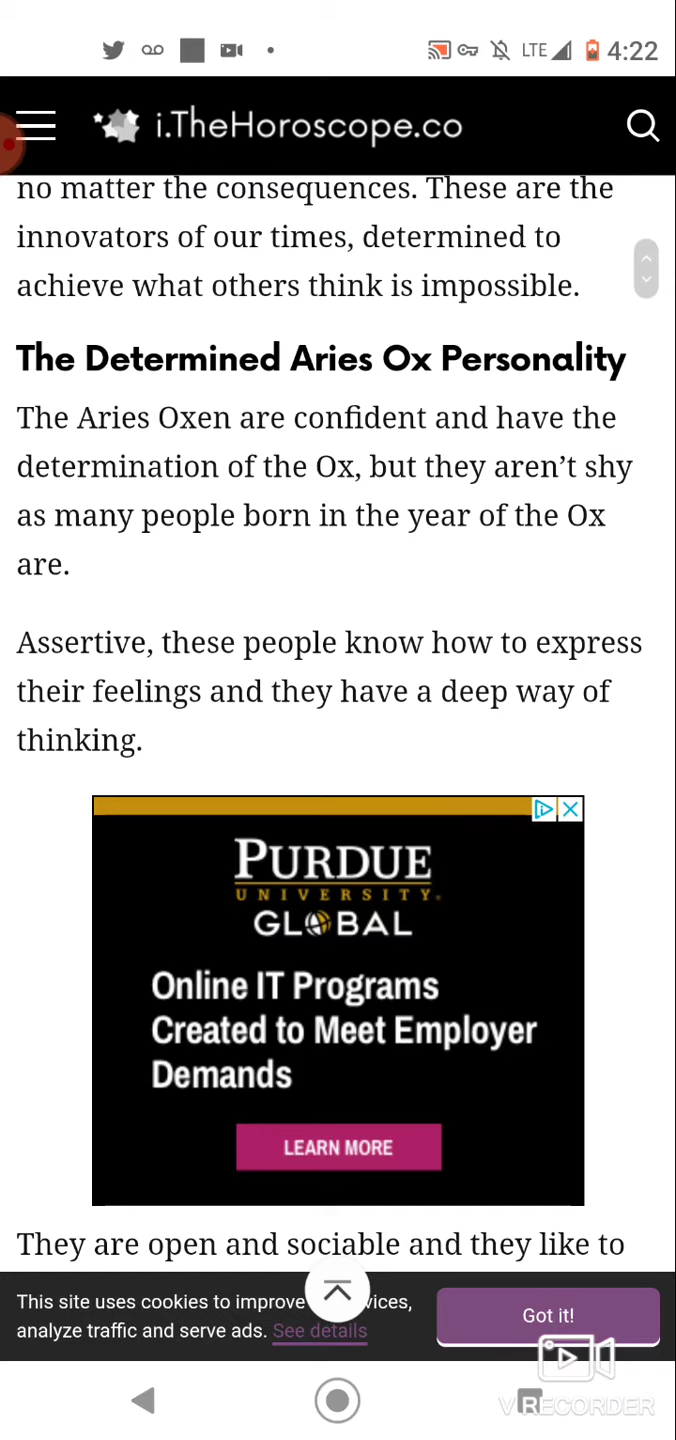 LTE 4:22
i.TheHoroscope.co
no matter the consequences. These are the
innovators of our times, determined to
achieve what others think is impossible.
The Determined Aries Ox Personality
The Aries Oxen are confident and have the
determination of the Ox, but they aren’t shy
as many people born in the year of the Ox
are.
Assertive, these people know how to express
their feelings and they have a deep way of
thinking.
PURDUE
UNIVERSITY.
GLOBAL
Online IT Programs
Created to Meet Employer
Demands
LEARN MORE
They are open and sociable and they like to
This site uses cookies to improve
analyze traffic and serve ads. See details
Got it!
VRECORDER